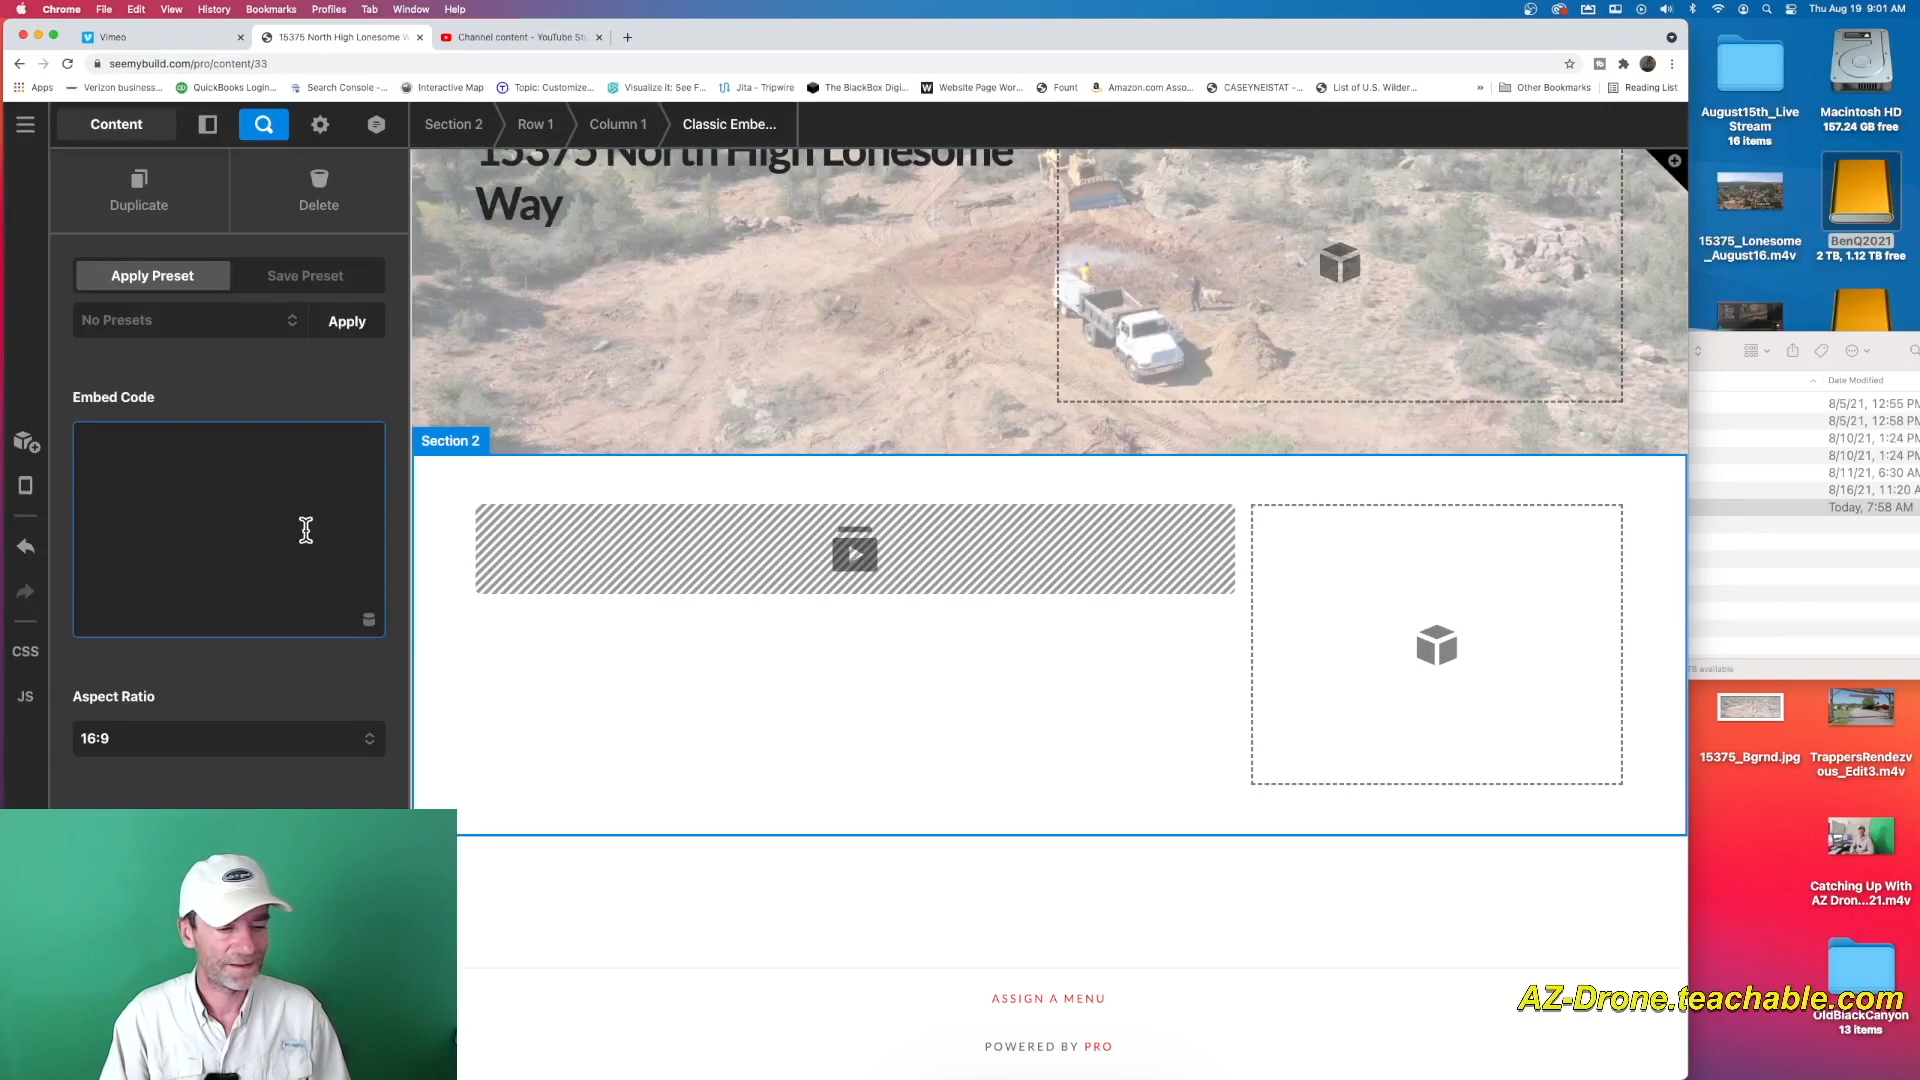 Chrome File Edit View History Bookmarks Profiles Tab Window Help
Thu Aug 19 9:01 AM
Vimeo
15375 North High Lonesome W
Channel content - YouTube Stu
seemybuild.com/pro/content/33
Apps
Verizon business...
QuickBooks Login...
Search Console -...
Interactive Map
Topic: Customize...
Visualize it: See F...
Jita - Tripwire
The BlackBox Digi...
Website Page Wor...
Fount
Amazon.com Asso...
CASEYNEISTAT -...
List of U.S. Wilder...
»
Other Bookmarks
Reading List
Content
Section 2
Row 1
Column 1
Classic Embe...
Duplicate
Delete
Apply Preset
Save Preset
No Presets
Apply
Embed Code
CSS
JS
Aspect Ratio
16:9
15375 North High Lonesome
Way
Section 2
ASSIGN A MENU
POWERED BY PRO
August15th_Live
Stream
16 items
Macintosh HD
157.24 GB free
15375_Lonesome
_August16.m4v
BenQ2021
2 TB, 1.12 TB free
Date Modified
8/5/21, 12:55 PM
8/5/21, 12:58 PM
8/10/21, 1:24 PM
8/10/21, 1:24 PM
8/11/21, 6:30 AM
8/16/21, 11:20 A
Today, 7:58 AM
TB available
15375_Bgrnd.jpg
TrappersRendezv
ous_Edit3.m4v
Catching Up With
AZ Dron...21.m4v
AZ-Drone.teachable.com
OldBlackCanyon
13 items